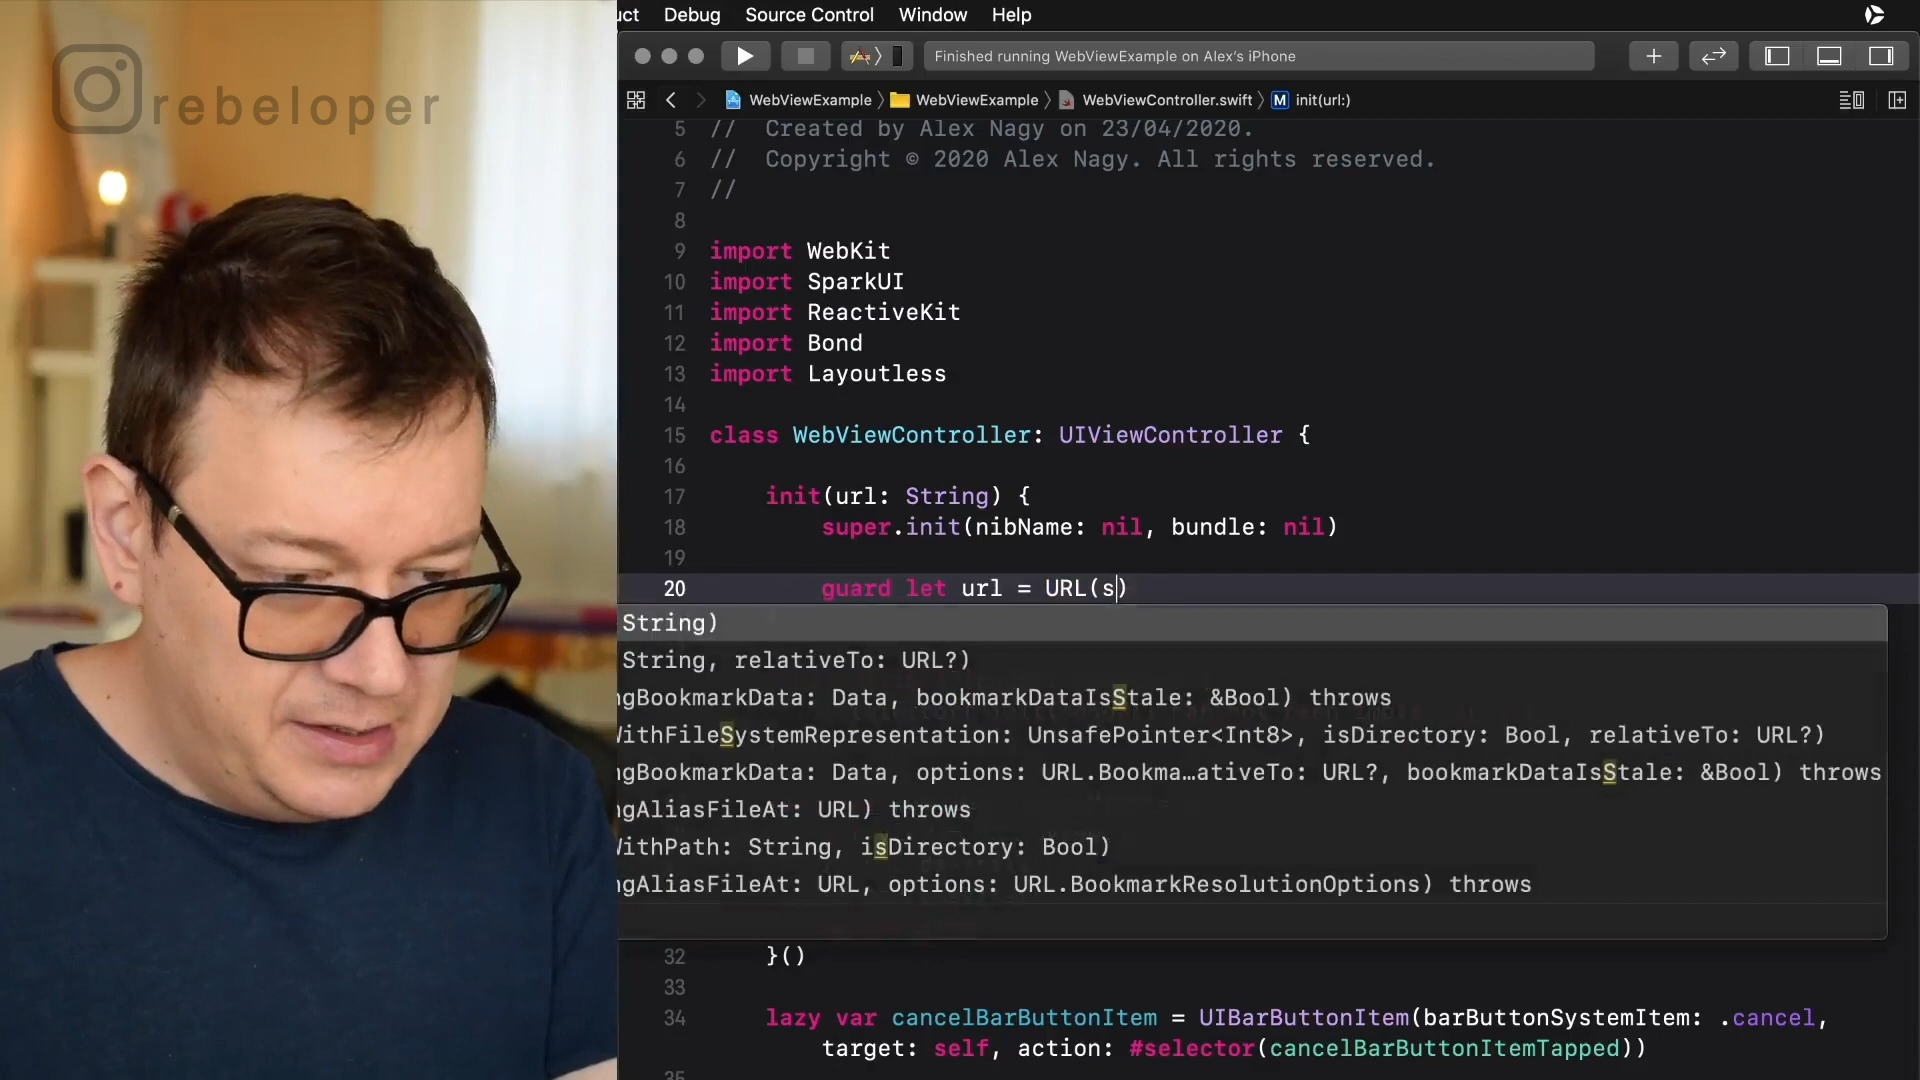 uct Debug Source Control Window Help
rebeloper
Finished running WebViewExample on Alex's iPhone
WebViewExample WebViewExample WebViewController.swift M init(url:)
5 // Created by Alex Nagy on 23/04/2020.
6 // Copyright © 2020 Alex Nagy. All rights reserved.
7 //
8
9 import WebKit
10 import SparkUI
11 import ReactiveKit
12 import Bond
13 import Layoutless
14
15 class WebViewController: UIViewController {
16
17 init(url: String) {
18 super.init(nibName: nil, bundle: nil)
19
20 guard let url = URL(s)
String)
String, relativeTo: URL?)
ngBookmarkData: Data, bookmarkDataIsStale: &Bool) throws
WithFileSystemRepresentation: UnsafePointer<Int8>, isDirectory: Bool, relativeTo: URL?)
ngBookmarkData: Data, options: URL.Bookma…ativeTo: URL?, bookmarkDataIsStale: &Bool) throws
ngAliasFileAt: URL) throws
WithPath: String, isDirectory: Bool)
ngAliasFileAt: URL, options: URL.BookmarkResolutionOptions) throws
32 }()
33
34 lazy var cancelBarButtonItem = UIBarButtonItem(barButtonSystemItem: .cancel,
target: self, action: #selector(cancelBarButtonItemTapped))
35